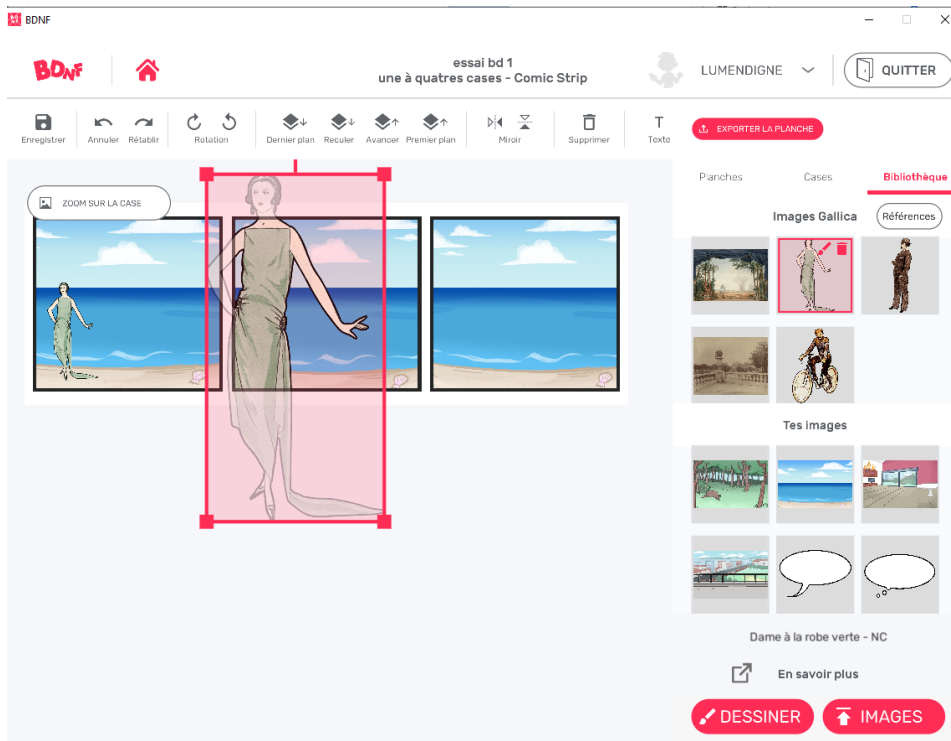 BDNF
BDNF
essai bd 1
une à quatres cases - Comic Strip
LUMENDIGNE
QUITTER
Enregistrer
Annuler
Rétablir
Rotation
Dernier plan
Reculer
Avancer
Premier plan
Miroir
Supprimer
T
Texte
EXPORTER LA PLANCHE
Planches
Cases
Bibliothèque
ZOOM SUR LA CASE
Images Gallica
Références
Tes images
Dame à la robe verte - NC
En savoir plus
DESSINER
IMAGES